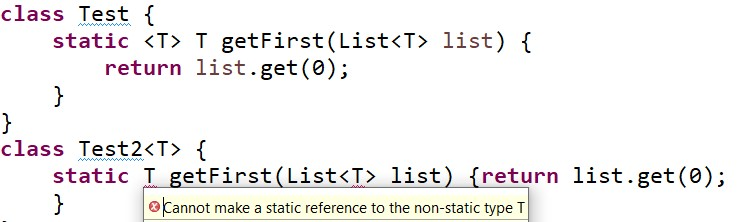 class Test {
    static <T> T getFirst(List<T> list) {
        return list.get(0);
    }
}
class Test2<T> {
    static T getFirst(List<T> list) {return list.get(0);
    }
Cannot make a static reference to the non-static type T
}